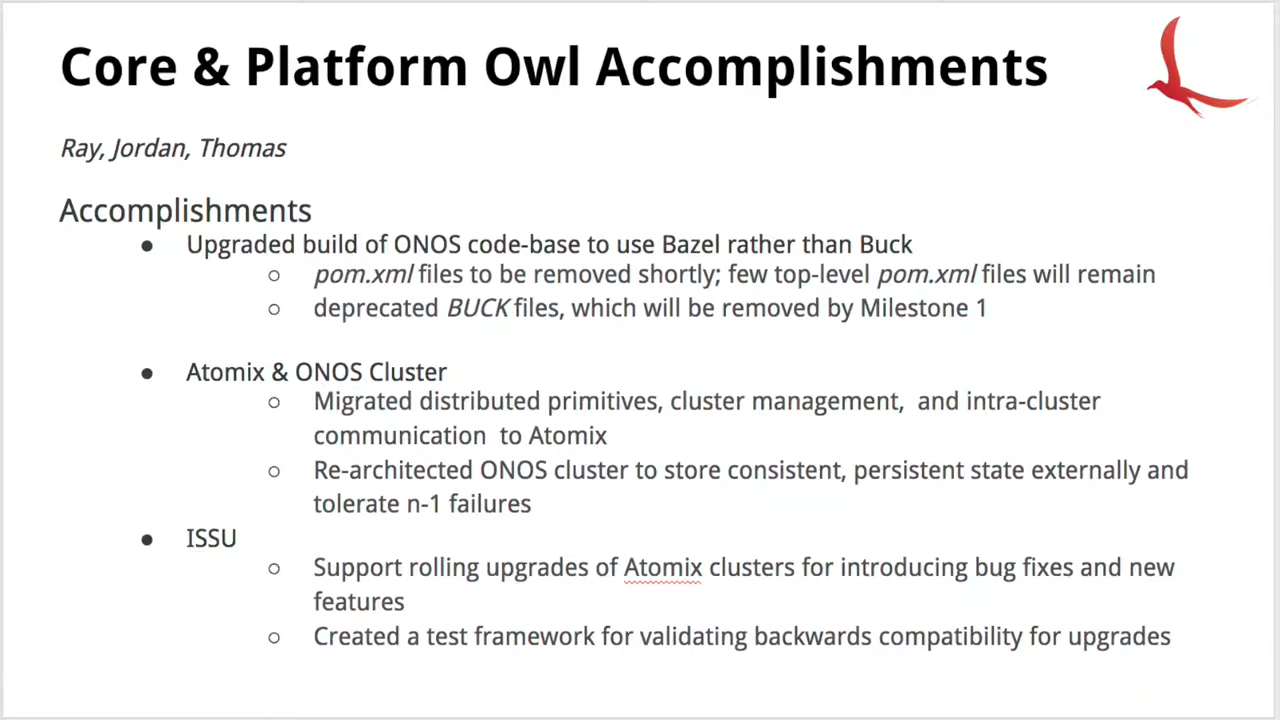 Core & Platform Owl Accomplishments
Ray, Jordan, Thomas
Accomplishments
● Upgraded build of ONOS code-base to use Bazel rather than Buck
○ pom.xml files to be removed shortly; few top-level pom.xml files will remain
○ deprecated BUCK files, which will be removed by Milestone 1
● Atomix & ONOS Cluster
○ Migrated distributed primitives, cluster management,  and intra-cluster
communication  to Atomix
○ Re-architected ONOS cluster to store consistent, persistent state externally and
tolerate n-1 failures
● ISSU
○ Support rolling upgrades of Atomix clusters for introducing bug fixes and new
features
○ Created a test framework for validating backwards compatibility for upgrades